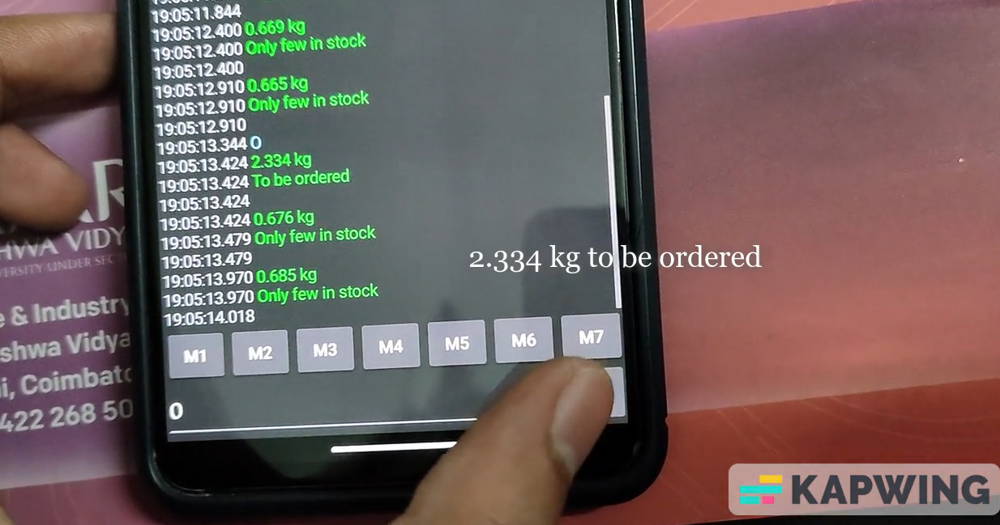 19:05:11.844
19:05:12.400 0.669 kg
19:05:12.400 Only few in stock
19:05:12.400
19:05:12.910 0.665 kg
19:05:12.910 Only few in stock
19:05:12.910
19:05:13.344 O
19:05:13.424 2.334 kg
19:05:13.424 To be ordered
19:05:13.424
19:05:13.424 0.676 kg
19:05:13.479 Only few in stock
19:05:13.479
19:05:13.970 0.685 kg
19:05:13.970 Only few in stock
19:05:14.018
M1 M2 M3 M4 M5 M6 M7
O
2.334 kg to be ordered
HWA VIDY
ERSITY UNDER SEC
e & Industry
shwa Vidya
i, Coimbato
422 268 50
KAPWING